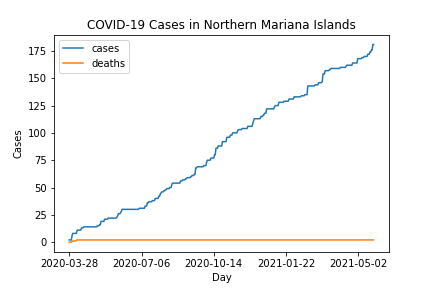 COVID-19 Cases in Northern Mariana Islands
cases
deaths
175
150
125
100
75
50
25
0
Cases
2020-03-28 2020-07-06 2020-10-14 2021-01-22 2021-05-02
Day